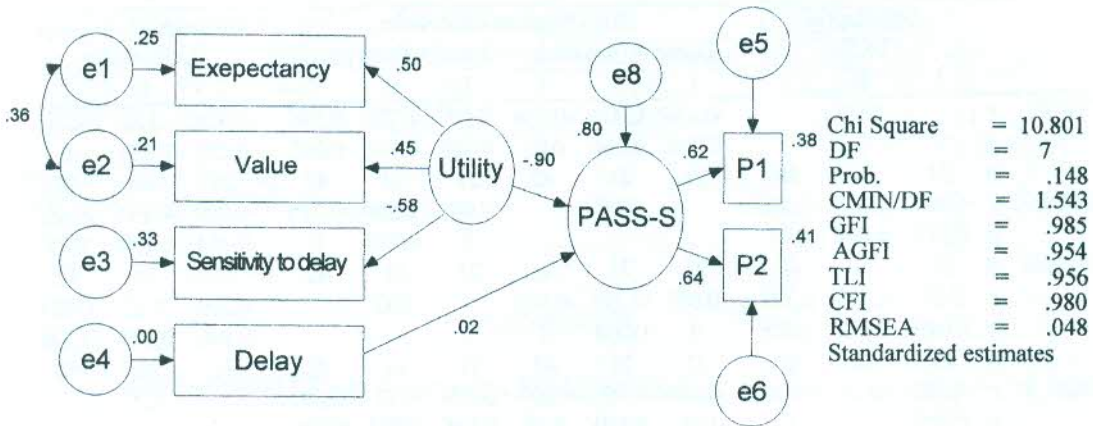 e1
.25
Exepectancy
.50
.36
e2
.21
Value
.45
Utility
-.90
e3
.33
Sensitivity to delay
-.58
e4
.00
Delay
.02
e8
.80
PASS-S
e5
.62
P1
.38
.64
P2
.41
e6
Chi Square = 10.801
DF = 7
Prob. = .148
CMIN/DF = 1.543
GFI = .985
AGFI = .954
TLI = .956
CFI = .980
RMSEA = .048
Standardized estimates